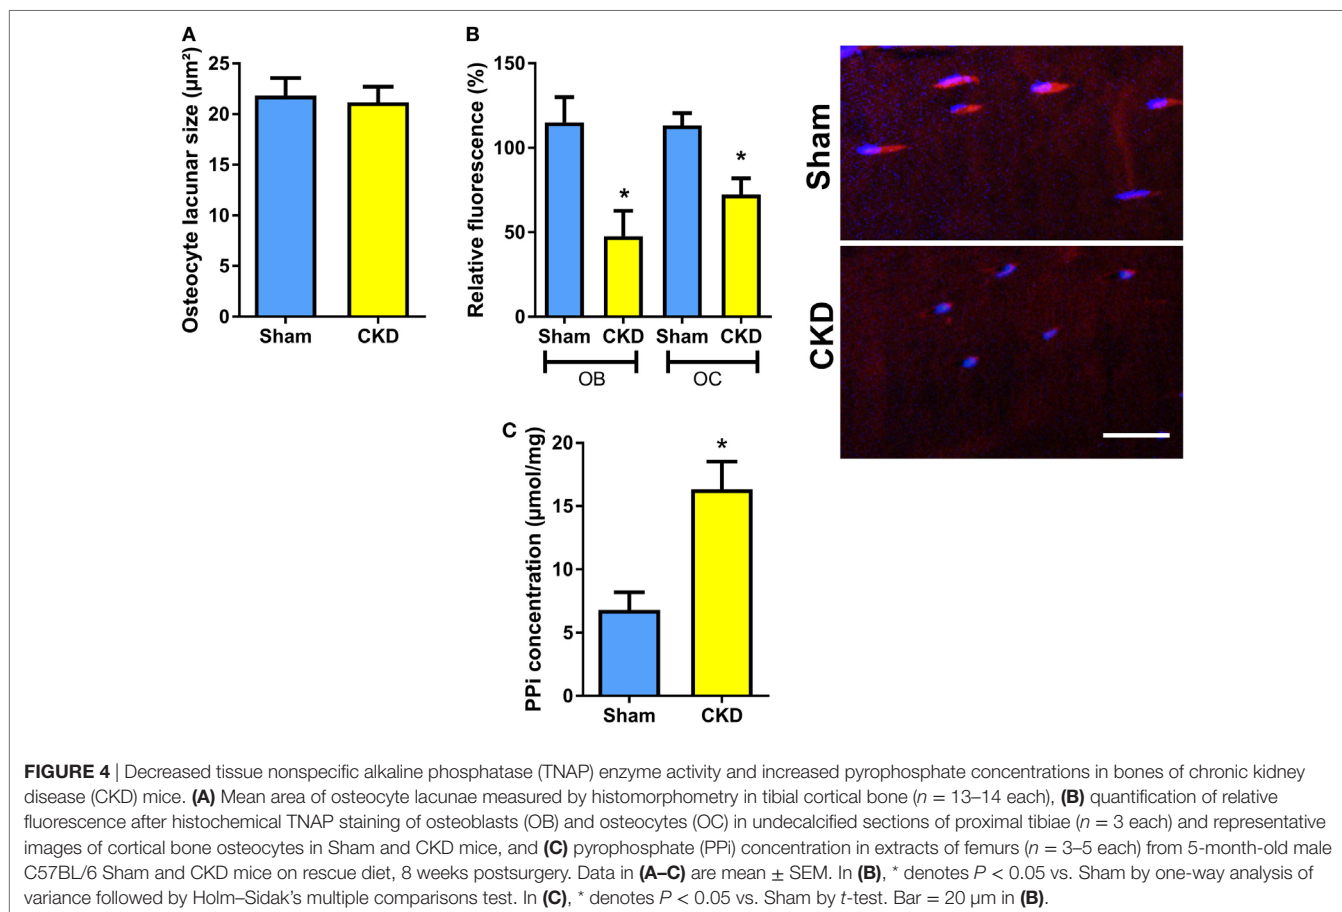 A
Osteocyte lacunar size (µm²)
25
20
15
10
5
0
Sham CKD
B
Relative fluorescence (%)
150
100
50
0
*
*
Sham CKD Sham CKD
OB OC
Sham
CKD
C
PPi concentration (µmol/mg)
20
15
10
5
0
*
Sham CKD
FIGURE 4 | Decreased tissue nonspecific alkaline phosphatase (TNAP) enzyme activity and increased pyrophosphate concentrations in bones of chronic kidney
disease (CKD) mice. (A) Mean area of osteocyte lacunae measured by histomorphometry in tibial cortical bone (n = 13–14 each), (B) quantification of relative
fluorescence after histochemical TNAP staining of osteoblasts (OB) and osteocytes (OC) in undecalcified sections of proximal tibiae (n = 3 each) and representative
images of cortical bone osteocytes in Sham and CKD mice, and (C) pyrophosphate (PPi) concentration in extracts of femurs (n = 3–5 each) from 5-month-old male
C57BL/6 Sham and CKD mice on rescue diet, 8 weeks postsurgery. Data in (A–C) are mean ± SEM. In (B), * denotes P < 0.05 vs. Sham by one-way analysis of
variance followed by Holm–Sidak's multiple comparisons test. In (C), * denotes P < 0.05 vs. Sham by t-test. Bar = 20 µm in (B).